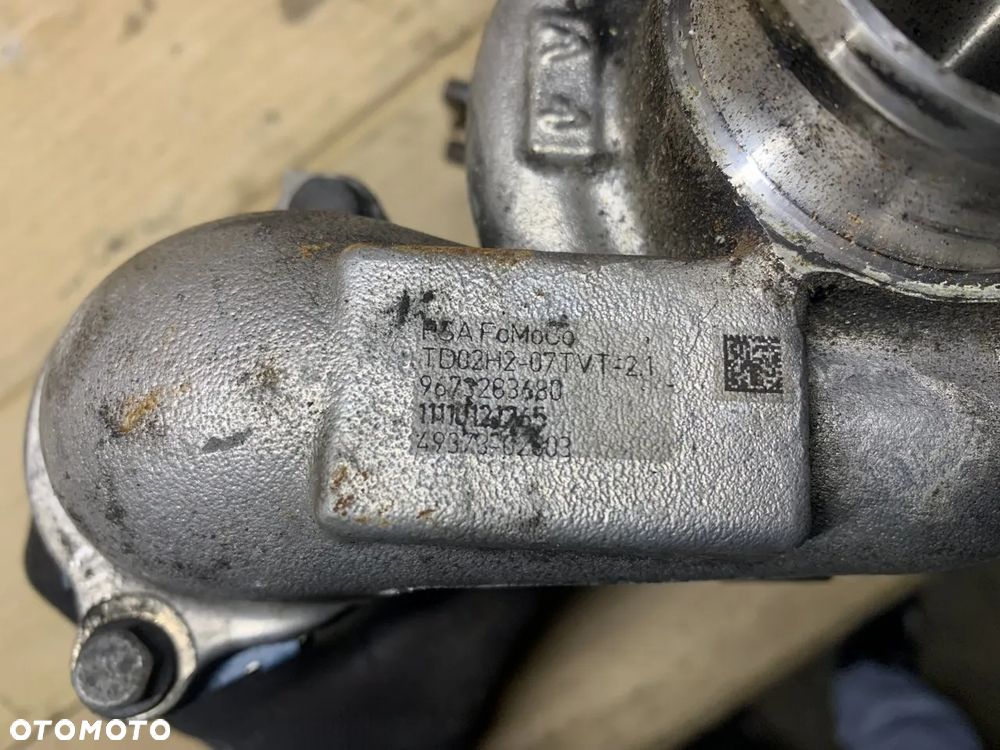 PSA FoMoCo
TD02H2-07TVT-2.1
9673283680
49373-02003
OTOMOTO